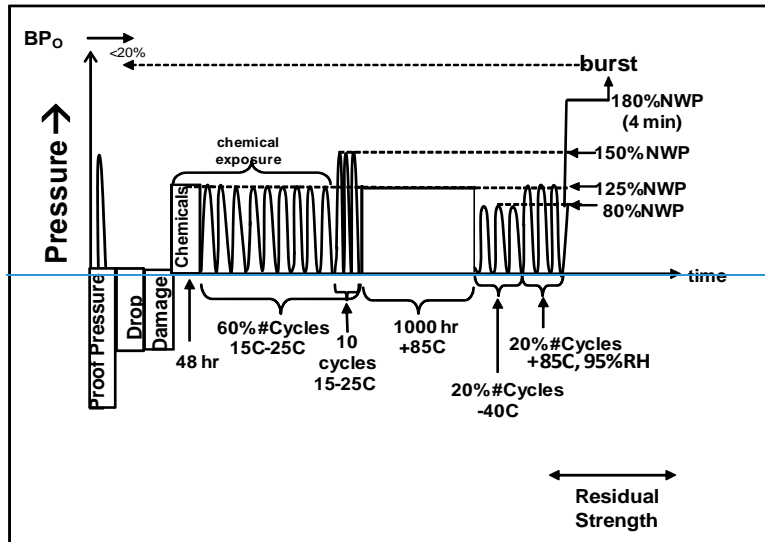 BPO
<20%
burst
180%NWP
(4 min)
Pressure →
chemical
exposure
150%NWP
125%NWP
80%NWP
Chemicals
time
Proof Pressure
Drop
Damage
48 hr
60%#Cycles
15C-25C
10
cycles
15-25C
1000 hr
+85C
20%#Cycles
-40C
20%#Cycles
+85C, 95%RH
Residual
Strength